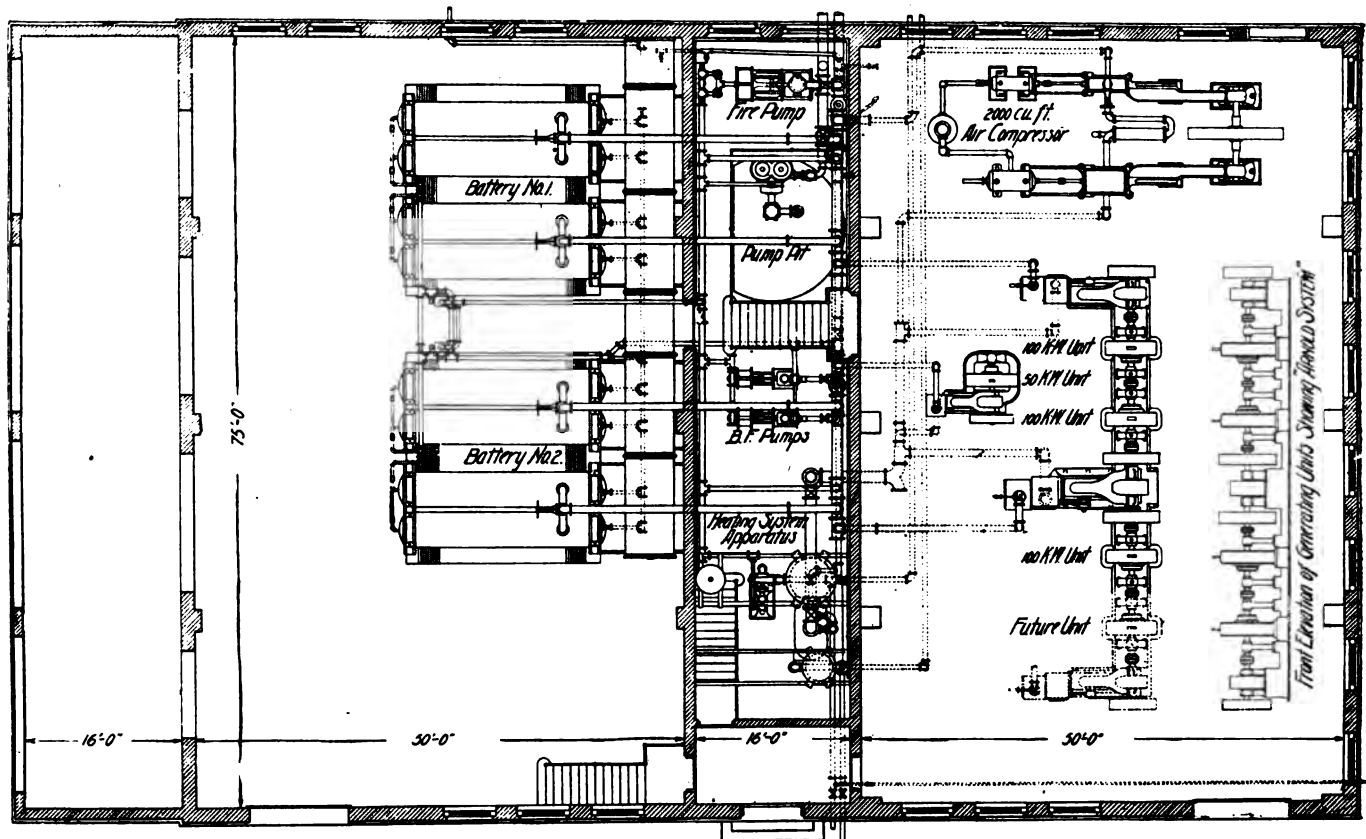 Fire Pump
2000 cu. ft.
Air Compressor
Battery No.1.
Pump Pit
100 K.W. Unit
50 K.W. Unit
100 K.W. Unit
75'-0"
B.F. Pumps
Battery No.2.
Heating System
Apparatus
100 K.W. Unit
Future Unit
Front Elevation of Generating Units Showing "Arnold System"
16'-0"
50'-0"
16'-0"
50'-0"